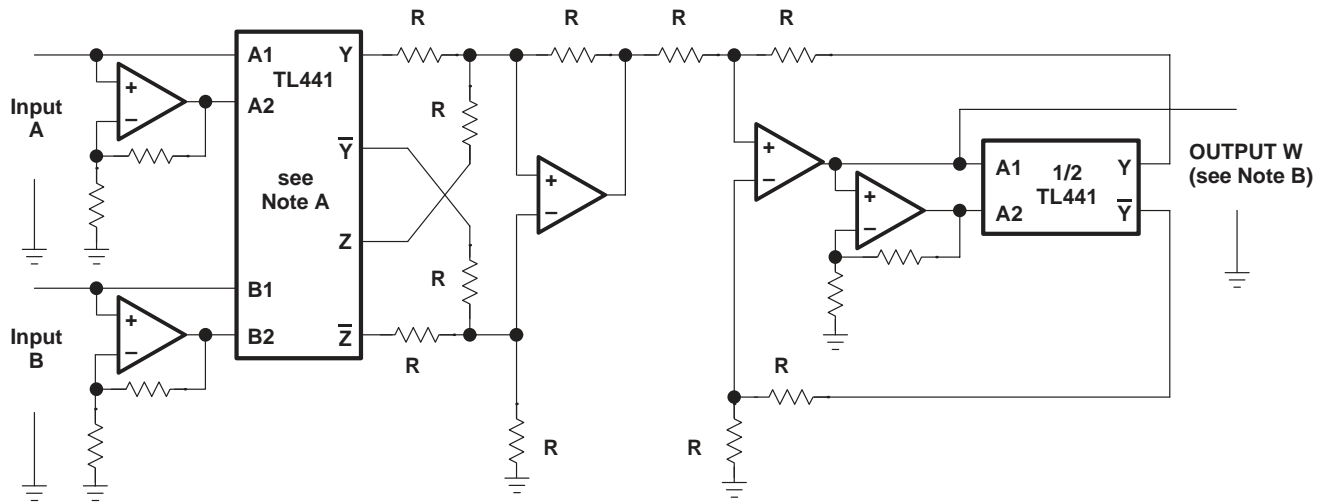 R R R R
A1 Y
TL441
+
−
A2
Input
A
R
Y̅
see
Note A
+
−
Z
+
−
A1 Y
1/2
TL441
A2 Y̅
+
−
OUTPUT W
(see Note B)
B1
R
Input
B
+
−
B2 Z̅
R
R
R
R